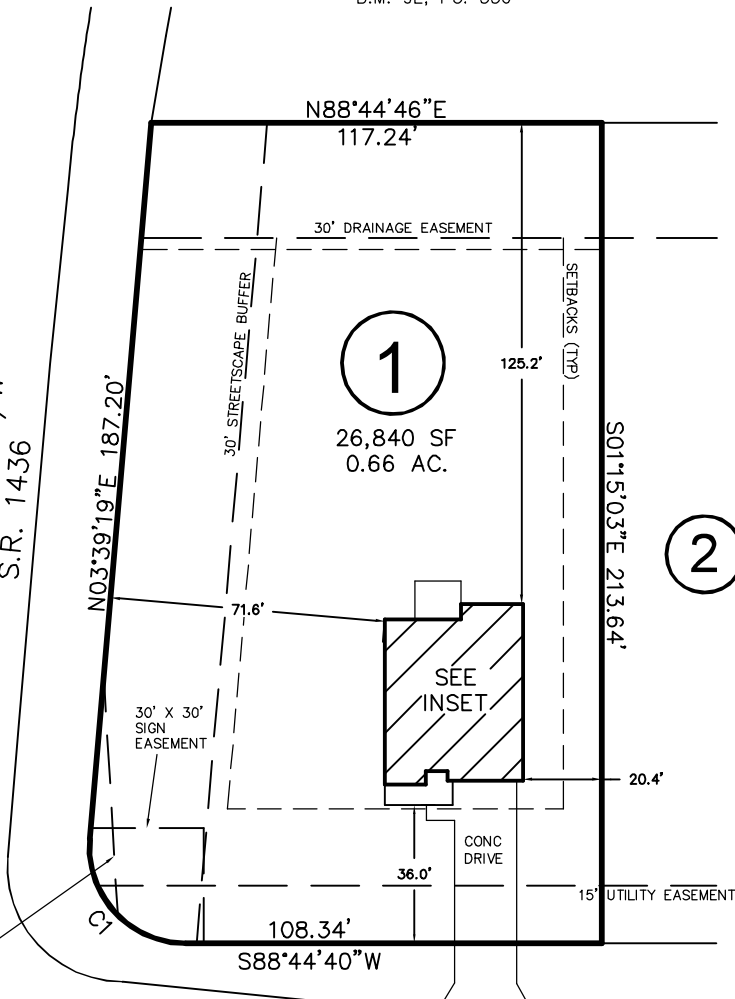 N88°44'46"E
117.24'
30' DRAINAGE EASEMENT
30' STREETSCAPE BUFFER
SETBACKS (TYP)
1
125.2'
26,840 SF
0.66 AC.
N03°39'19"E 187.20'
S.R. 1436
S01°15'03"E 213.64'
2
71.6'
SEE
INSET
30' X 30'
SIGN
EASEMENT
20.4'
CONC
DRIVE
36.0'
15' UTILITY EASEMENT
C1
108.34'
S88°44'40"W